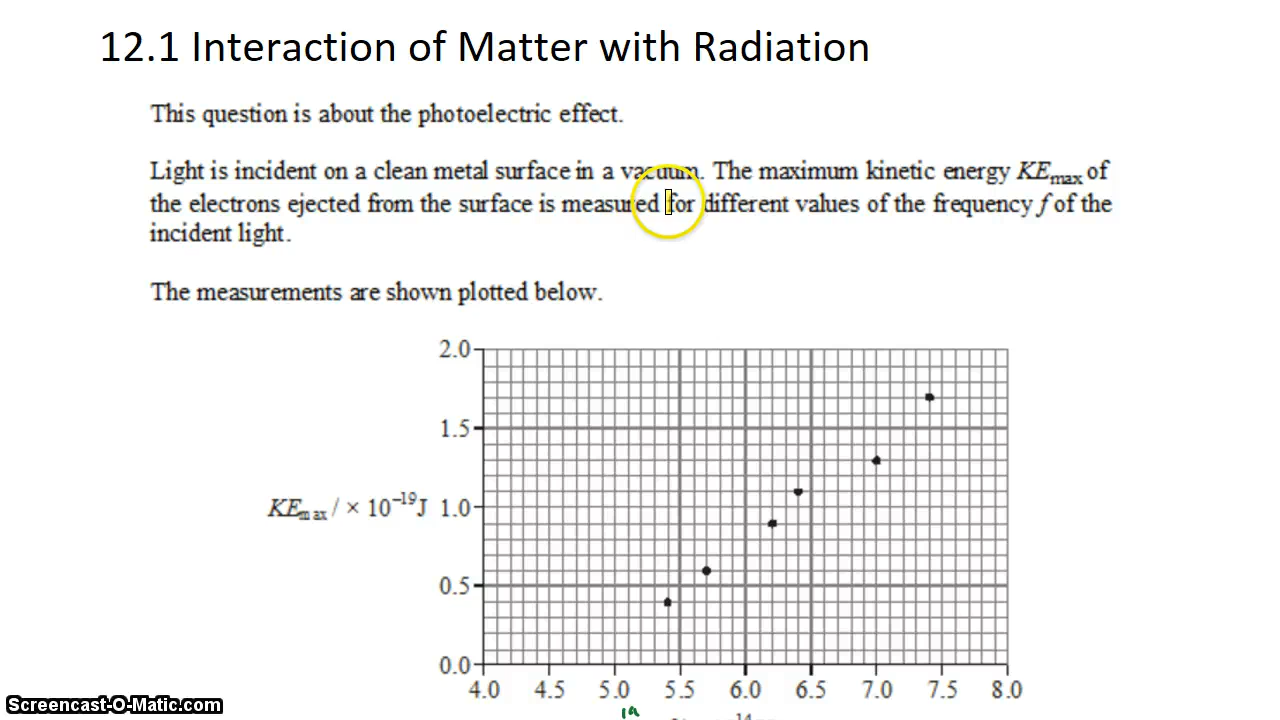 12.1 Interaction of Matter with Radiation
This question is about the photoelectric effect.
Light is incident on a clean metal surface in a vacuum. The maximum kinetic energy KEmax of
the electrons ejected from the surface is measured for different values of the frequency f of the
incident light.
The measurements are shown plotted below.
2.0
1.5
KEmax / × 10⁻¹⁹J 1.0
0.5
0.0
4.0 4.5 5.0 5.5 6.0 6.5 7.0 7.5 8.0
Screencast-O-Matic.com